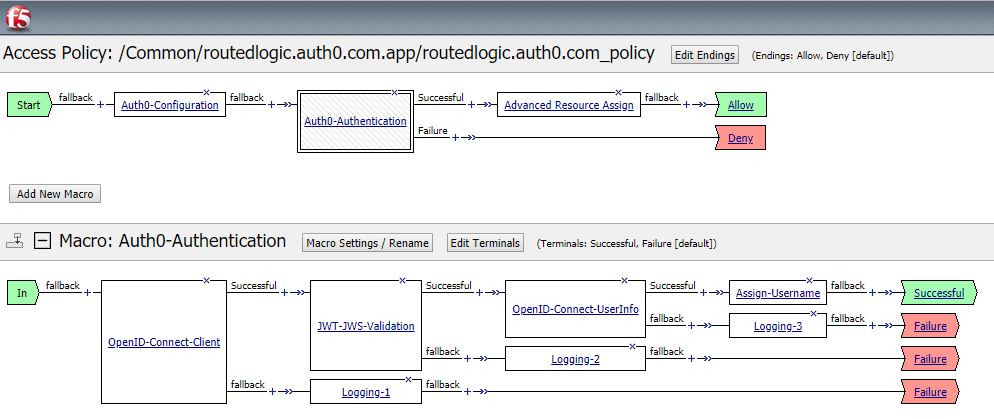 f5
Access Policy: /Common/routedlogic.auth0.com.app/routedlogic.auth0.com_policy Edit Endings (Endings: Allow, Deny [default])
Start fallback + Auth0-Configuration × fallback + Auth0-Authentication × Successful + Advanced Resource Assign × fallback + Allow
Failure + Deny
Add New Macro
Macro: Auth0-Authentication Macro Settings / Rename Edit Terminals (Terminals: Successful, Failure [default])
In fallback + OpenID-Connect-Client × Successful + JWT-JWS-Validation × Successful + OpenID-Connect-UserInfo × Successful + Assign-Username × fallback + Successful
fallback + Logging-3 × fallback + Failure
fallback + Logging-2 × fallback + Failure
fallback + Logging-1 × fallback + Failure